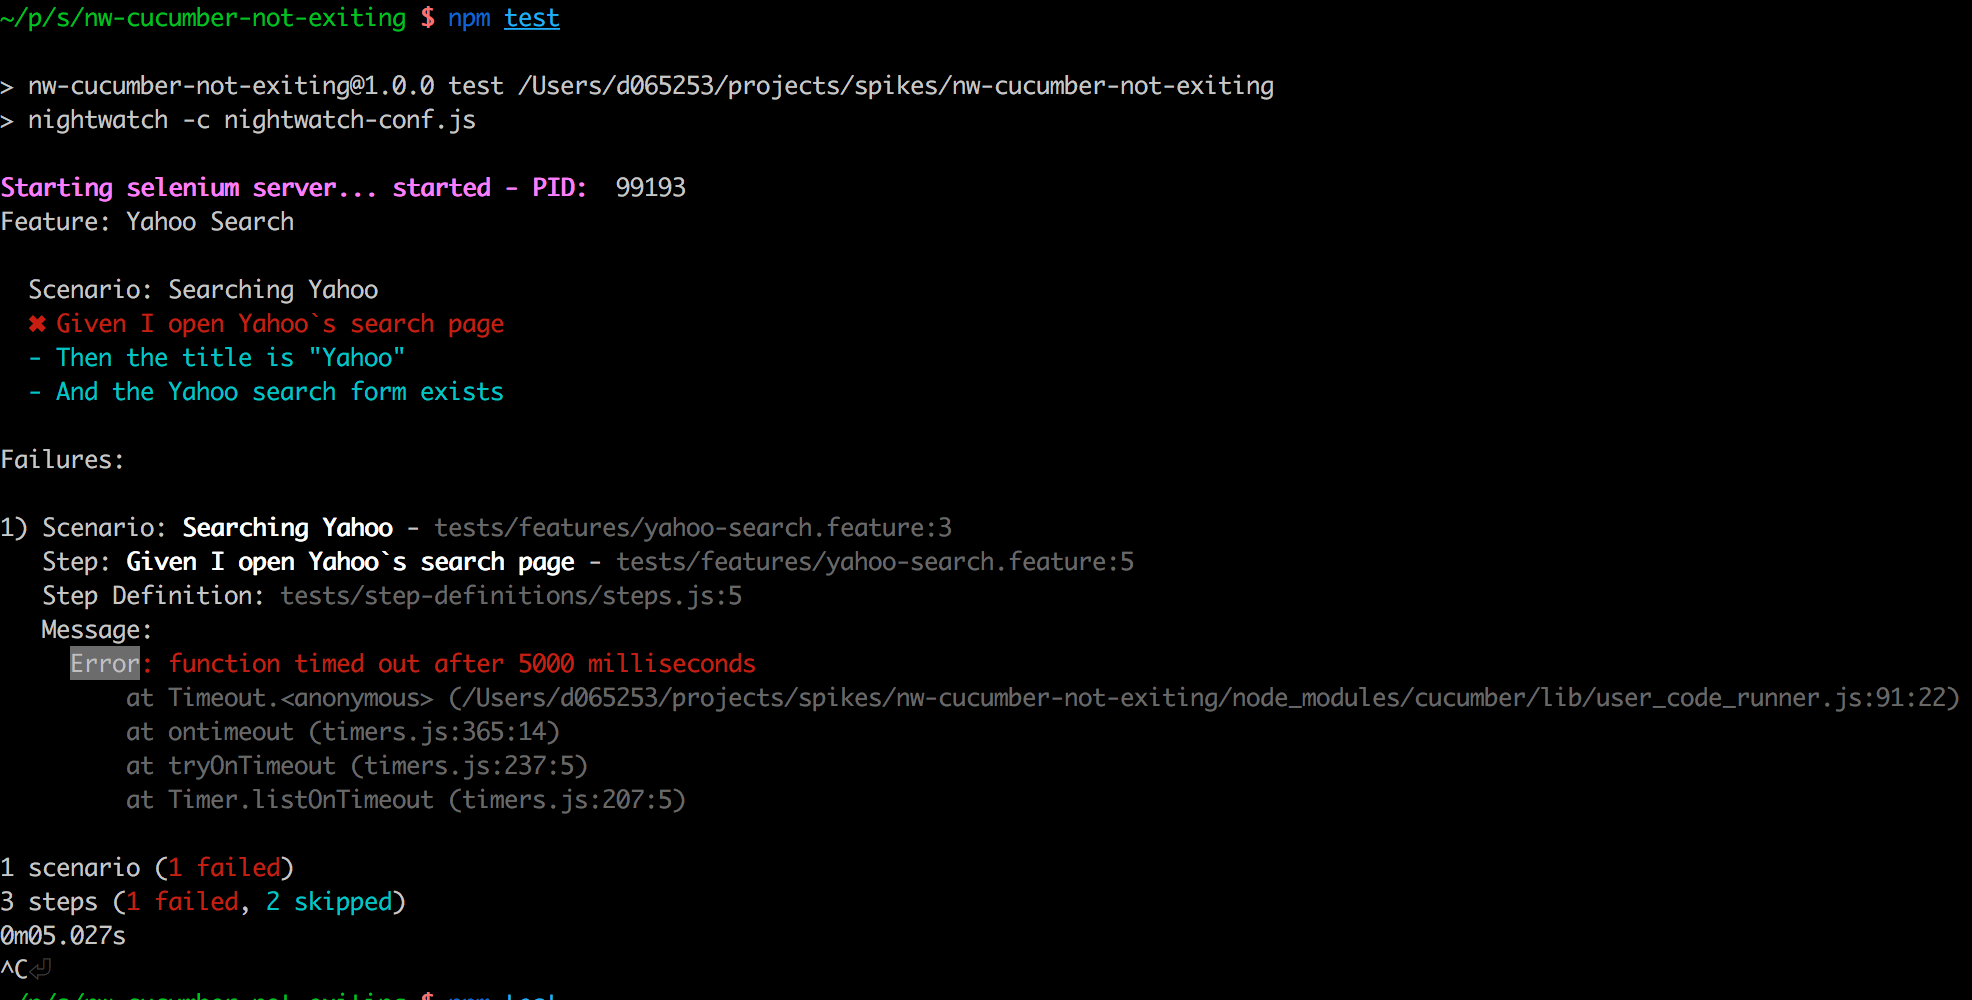 ~/p/s/nw-cucumber-not-exiting $ npm test
> nw-cucumber-not-exiting@1.0.0 test /Users/d065253/projects/spikes/nw-cucumber-not-exiting
> nightwatch -c nightwatch-conf.js
Starting selenium server... started - PID:  99193
Feature: Yahoo Search
  Scenario: Searching Yahoo
  ✖ Given I open Yahoo`s search page
  - Then the title is "Yahoo"
  - And the Yahoo search form exists
Failures:
1) Scenario: Searching Yahoo - tests/features/yahoo-search.feature:3
   Step: Given I open Yahoo`s search page - tests/features/yahoo-search.feature:5
   Step Definition: tests/step-definitions/steps.js:5
   Message:
     Error: function timed out after 5000 milliseconds
         at Timeout.<anonymous> (/Users/d065253/projects/spikes/nw-cucumber-not-exiting/node_modules/cucumber/lib/user_code_runner.js:91:22)
         at ontimeout (timers.js:365:14)
         at tryOnTimeout (timers.js:237:5)
         at Timer.listOnTimeout (timers.js:207:5)
1 scenario (1 failed)
3 steps (1 failed, 2 skipped)
0m05.027s
^C⏎
~/p/s/nw-cucumber-not-exiting $ npm test